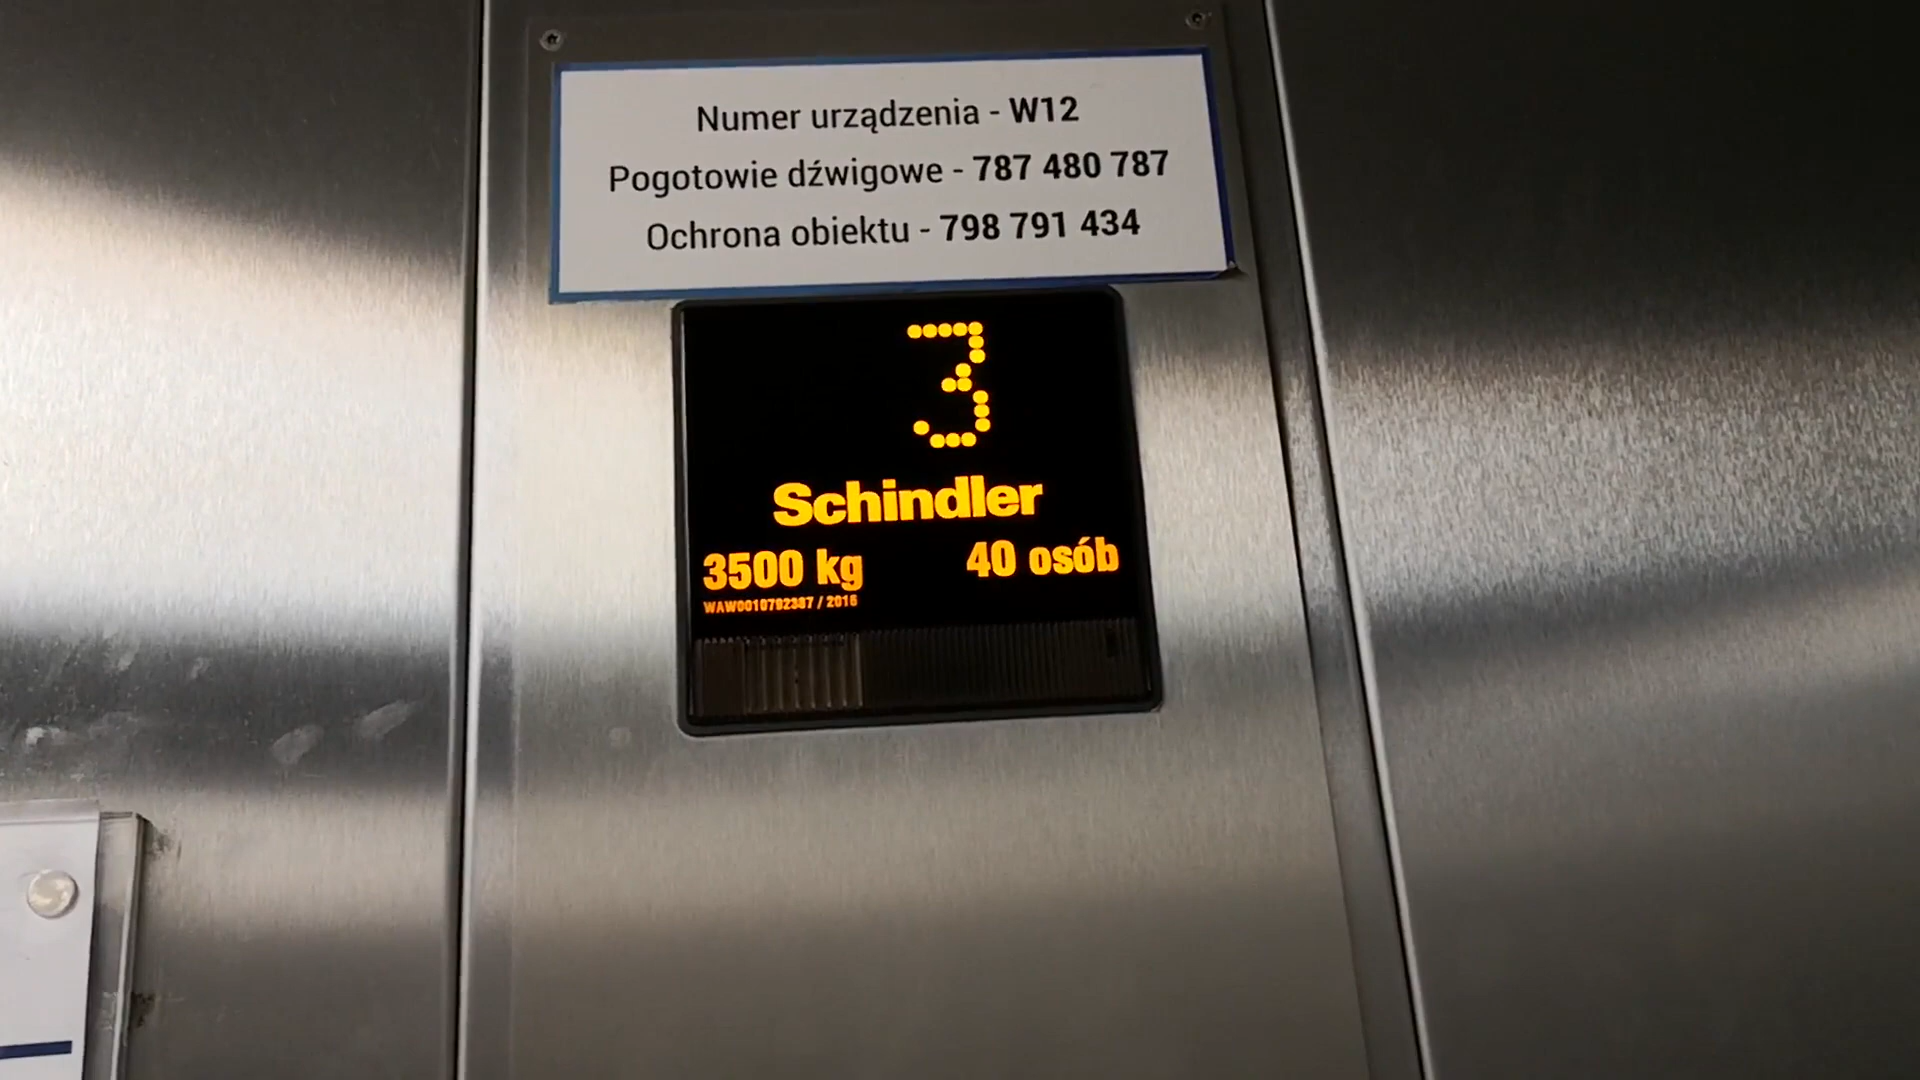 Numer urządzenia - W12
Pogotowie dźwigowe - 787 480 787
Ochrona obiektu - 798 791 434
3
Schindler
3500 kg 40 osób
WAW0010792387 / 2016